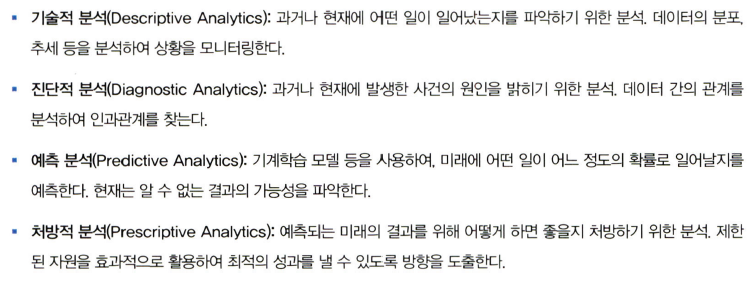 ▪ 기술적 분석(Descriptive Analytics): 과거나 현재에 어떤 일이 일어났는지를 파악하기 위한 분석. 데이터의 분포,
추세 등을 분석하여 상황을 모니터링한다.
▪ 진단적 분석(Diagnostic Analytics): 과거나 현재에 발생한 사건의 원인을 밝히기 위한 분석. 데이터 간의 관계를
분석하여 인과관계를 찾는다.
▪ 예측 분석(Predictive Analytics): 기계학습 모델 등을 사용하여, 미래에 어떤 일이 어느 정도의 확률로 일어날지를
예측한다. 현재는 알 수 없는 결과의 가능성을 파악한다.
▪ 처방적 분석(Prescriptive Analytics): 예측되는 미래의 결과를 위해 어떻게 하면 좋을지 처방하기 위한 분석. 제한
된 자원을 효과적으로 활용하여 최적의 성과를 낼 수 있도록 방향을 도출한다.